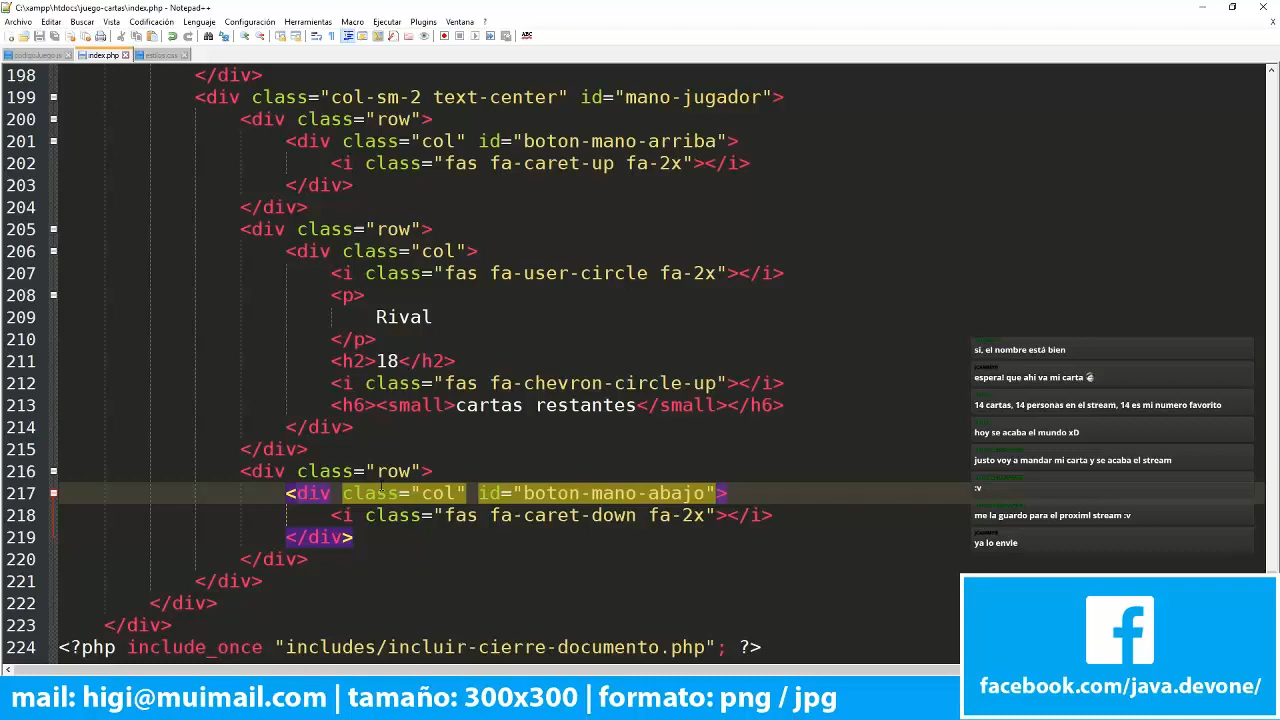 C:\xampp\htdocs\juego-cartas\index.php - Notepad++
Archivo Editar Buscar Vista Codificación Lenguaje Configuración Herramientas Macro Ejecutar Plugins Ventana ?
index.php estilos.css
198 </div>
199 <div class="col-sm-2 text-center" id="mano-jugador">
200 <div class="row">
201 <div class="col" id="boton-mano-arriba">
202 <i class="fas fa-caret-up fa-2x"></i>
203 </div>
204 </div>
205 <div class="row">
206 <div class="col">
207 <i class="fas fa-user-circle fa-2x"></i>
208 <p>
209 Rival
210 </p>
211 <h2>18</h2>
212 <i class="fas fa-chevron-circle-up"></i>
213 <h6><small>cartas restantes</small></h6>
214 </div>
215 </div>
216 <div class="row">
217 <div class="col" id="boton-mano-abajo">
218 <i class="fas fa-caret-down fa-2x"></i>
219 </div>
220 </div>
221 </div>
222 </div>
223 </div>
224 <?php include_once "includes/incluir-cierre-documento.php"; ?>
si, el nombre está bien
espera! que ahi va mi carta
14 cartas, 14 personas en el stream, 14 es mi numero favorito
hoy se acaba el mundo xD
justo voy a mandar mi carta y se acaba el stream
:v
me la guardo para el proximi stream :v
ya lo envie
facebook.com/java.devone/
mail: higi@muimail.com | tamaño: 300x300 | formato: png / jpg